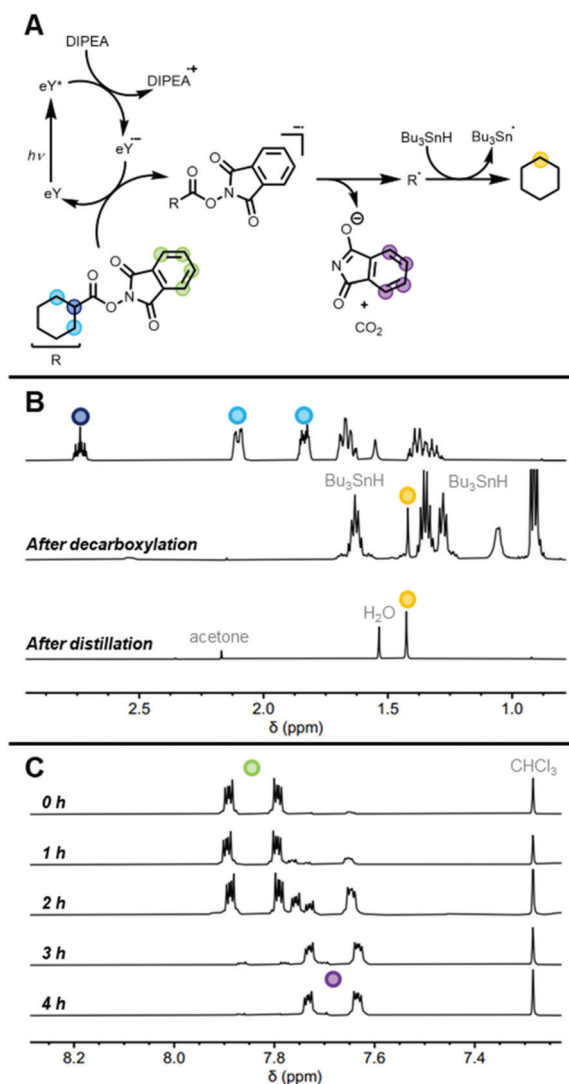 A
DIPEA
eY*
DIPEA·+
hν
eY·−
eY
−·
R
O
O
N
O
O
Bu3SnH
Bu3Sn·
R·
⊖
O
N
O
+
CO2
O
O
N
O
O
R
B
Bu3SnH
Bu3SnH
After decarboxylation
H2O
acetone
After distillation
2.5 2.0 1.5 1.0
δ (ppm)
C
CHCl3
0 h
1 h
2 h
3 h
4 h
8.2 8.0 7.8 7.6 7.4
δ (ppm)